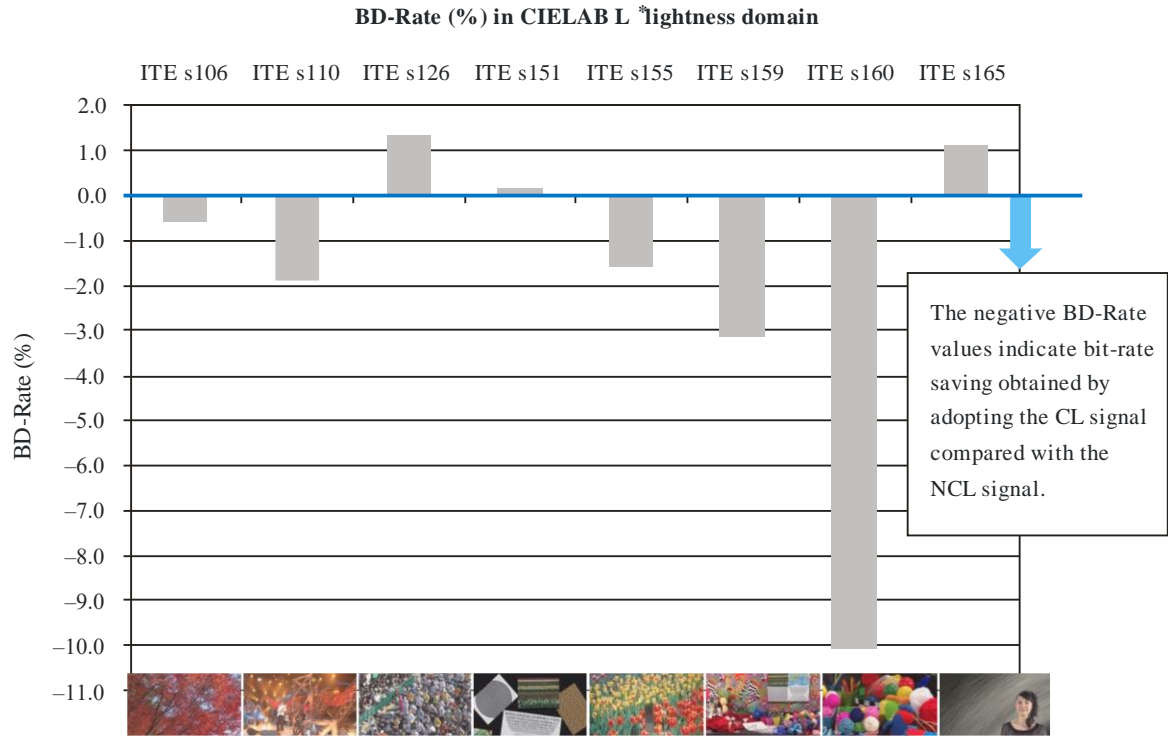 BD-Rate (%) in CIELAB L *lightness domain
ITE s106 ITE s110 ITE s126 ITE s151 ITE s155 ITE s159 ITE s160 ITE s165
2.0
1.0
0.0
–1.0
–2.0
–3.0
–4.0
–5.0
–6.0
–7.0
–8.0
–9.0
–10.0
–11.0
BD-Rate (%)
The negative BD-Rate
values indicate bit-rate
saving obtained by
adopting the CL signal
compared with the
NCL signal.